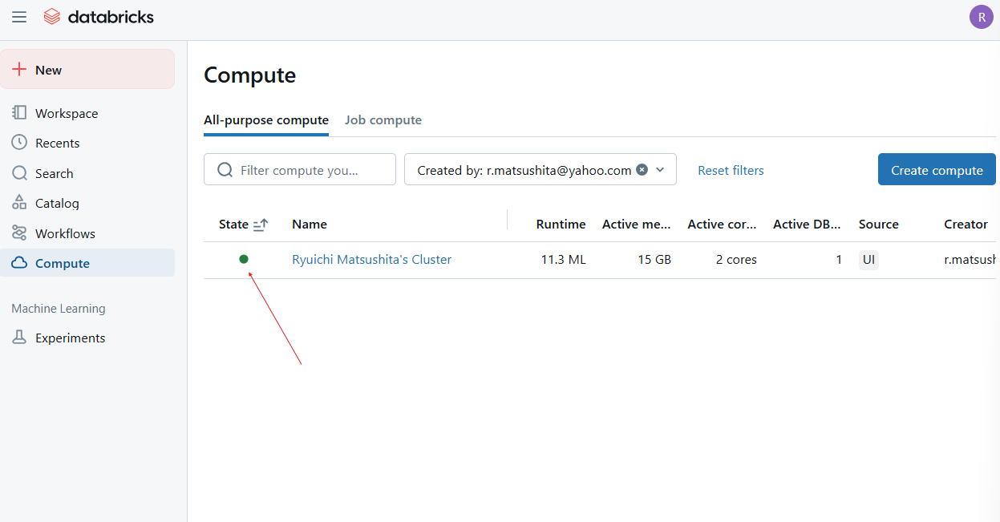 databricks
R
New
Workspace
Recents
Search
Catalog
Workflows
Compute
Machine Learning
Experiments
Compute
All-purpose compute Job compute
Filter compute you... Created by: r.matsushita@yahoo.com Reset filters Create compute
State Name Runtime Active me... Active cor... Active DB... Source Creator
Ryuichi Matsushita's Cluster 11.3 ML 15 GB 2 cores 1 UI r.matsush